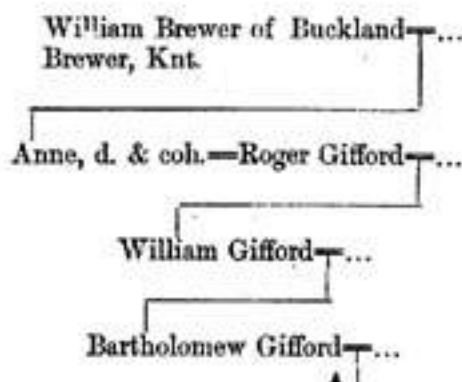 William Brewer of Buckland=...
Brewer, Knt.
Anne, d. & coh.=Roger Gifford=...
William Gifford=...
Bartholomew Gifford=...
A